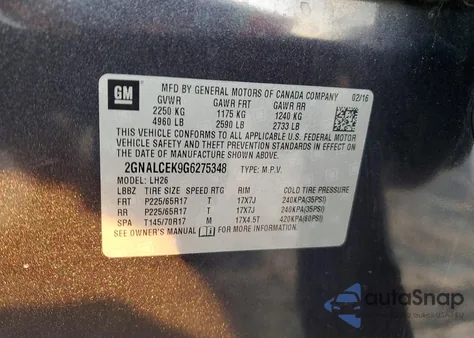 GM
MFD BY GENERAL MOTORS OF CANADA COMPANY 02/16
GVWR GAWR FRT GAWR RR
2250 KG 1175 KG 1240 KG
4960 LB 2590 LB 2733 LB
THIS VEHICLE CONFORMS TO ALL APPLICABLE U.S. FEDERAL MOTOR
VEHICLE SAFETY AND THEFT PREVENTION STANDARDS IN EFFECT ON
THE DATE OF MANUFACTURE SHOWN ABOVE.
2GNALCEK9G6275348 TYPE: M.P.V.
MODEL: LH26
LBBZ TIRE SIZE SPEED RTG RIM COLD TIRE PRESSURE
FRT P225/65R17 T 17X7J 240KPA(35PSI)
RR P225/65R17 T 17X7J 240KPA(35PSI)
SPA T145/70R17 M 17X4.5T 420KPA(60PSI)
SEE OWNER'S MANUAL FOR MORE INFORMATION.
autoSnap